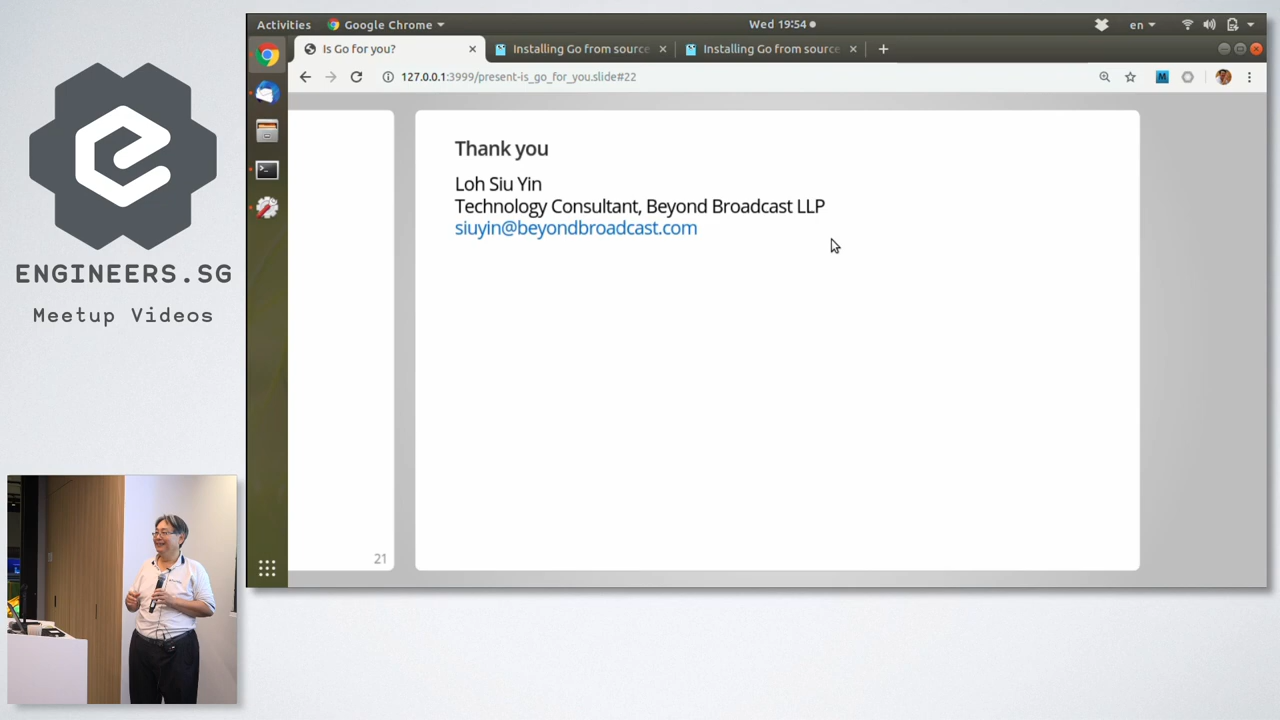 Activities
Google Chrome
Wed 19:54
en
Is Go for you?
Installing Go from source
Installing Go from source
127.0.0.1:3999/present-is_go_for_you.slide#22
M
ENGINEERS.SG
Meetup Videos
Thank you
Loh Siu Yin
Technology Consultant, Beyond Broadcast LLP
siuyin@beyondbroadcast.com
21